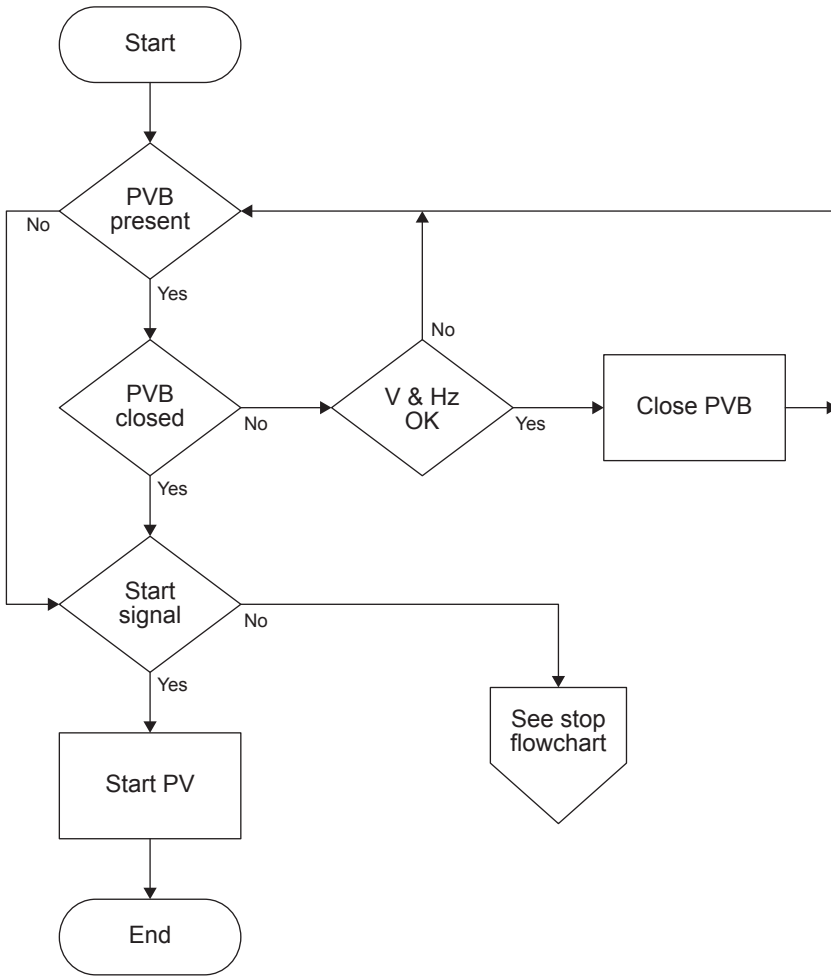 Start
PVB
present
No
Yes
No
PVB
closed
No
V & Hz
OK
Yes
Close PVB
Yes
Start
signal
No
Yes
See stop
flowchart
Start PV
End